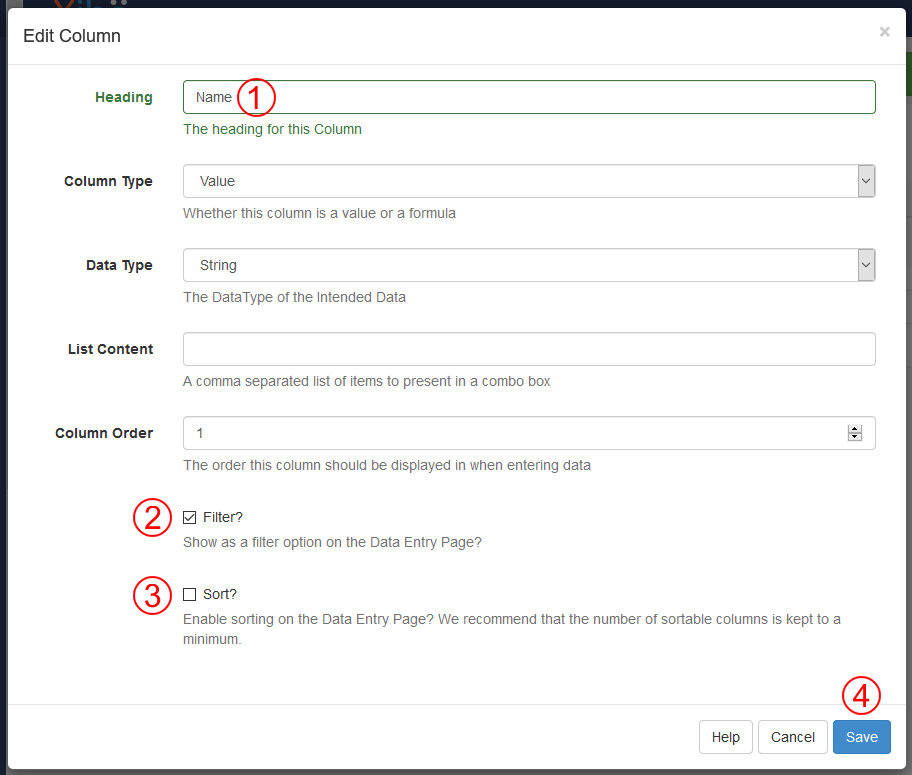 Edit Column
×
Heading
Name
1
The heading for this Column
Column Type
Value
Whether this column is a value or a formula
Data Type
String
The DataType of the Intended Data
List Content
A comma separated list of items to present in a combo box
Column Order
1
The order this column should be displayed in when entering data
2
Filter?
Show as a filter option on the Data Entry Page?
3
Sort?
Enable sorting on the Data Entry Page? We recommend that the number of sortable columns is kept to a
minimum.
4
Help
Cancel
Save